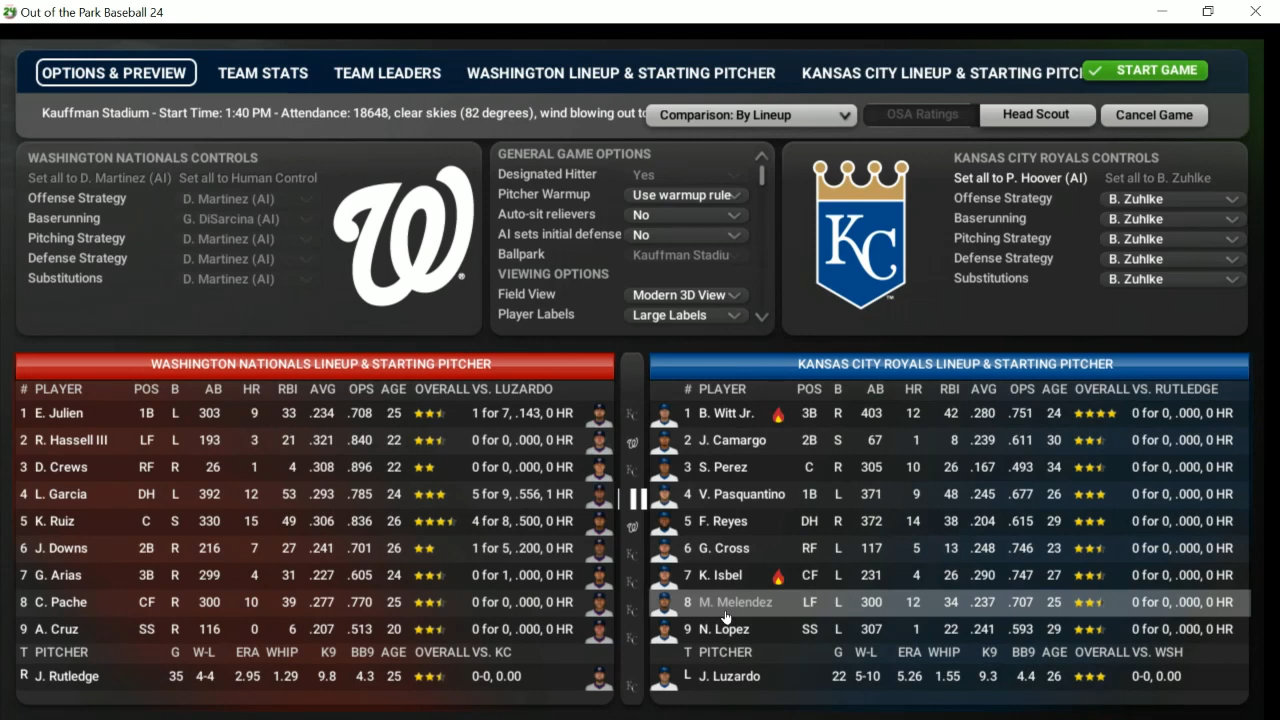 Out of the Park Baseball 24
OPTIONS & PREVIEW TEAM STATS TEAM LEADERS WASHINGTON LINEUP & STARTING PITCHER KANSAS CITY LINEUP & STARTING PITCI START GAME
Kauffman Stadium - Start Time: 1:40 PM - Attendance: 18648, clear skies (82 degrees), wind blowing out to Comparison: By Lineup OSA Ratings Head Scout Cancel Game
WASHINGTON NATIONALS CONTROLS
Set all to D. Martinez (AI) Set all to Human Control
Offense Strategy D. Martinez (AI)
Baserunning G. DiSarcina (AI)
Pitching Strategy D. Martinez (AI)
Defense Strategy D. Martinez (AI)
Substitutions D. Martinez (AI)
W
GENERAL GAME OPTIONS
Designated Hitter Yes
Pitcher Warmup Use warmup rule
Auto-sit relievers No
AI sets initial defense No
Ballpark Kauffman Stadiu
VIEWING OPTIONS
Field View Modern 3D View
Player Labels Large Labels
KC
KANSAS CITY ROYALS CONTROLS
Set all to P. Hoover (AI) Set all to B. Zuhlke
Offense Strategy B. Zuhlke
Baserunning B. Zuhlke
Pitching Strategy B. Zuhlke
Defense Strategy B. Zuhlke
Substitutions B. Zuhlke
WASHINGTON NATIONALS LINEUP & STARTING PITCHER
# PLAYER POS B AB HR RBI AVG OPS AGE OVERALL VS. LUZARDO
1 E. Julien 1B L 303 9 33 .234 .708 25 1 for 7, .143, 0 HR
2 R. Hassell III LF L 193 3 21 .321 .840 22 0 for 0, .000, 0 HR
3 D. Crews RF R 26 1 4 .308 .896 22 0 for 0, .000, 0 HR
4 L. Garcia DH L 392 12 53 .293 .785 24 5 for 9, .556, 1 HR
5 K. Ruiz C S 330 15 49 .306 .836 26 4 for 8, .500, 0 HR
6 J. Downs 2B R 216 7 27 .241 .701 26 1 for 5, .200, 0 HR
7 G. Arias 3B R 299 4 31 .227 .605 24 0 for 1, .000, 0 HR
8 C. Pache CF R 300 10 39 .277 .770 25 0 for 0, .000, 0 HR
9 A. Cruz SS R 116 0 6 .207 .513 20 0 for 0, .000, 0 HR
T PITCHER G W-L ERA WHIP K9 BB9 AGE OVERALL VS. KC
R J. Rutledge 35 4-4 2.95 1.29 9.8 4.3 25 0-0, 0.00
KANSAS CITY ROYALS LINEUP & STARTING PITCHER
# PLAYER POS B AB HR RBI AVG OPS AGE OVERALL VS. RUTLEDGE
1 B. Witt Jr. 3B R 403 12 42 .280 .751 24 0 for 0, .000, 0 HR
2 J. Camargo 2B S 67 1 8 .239 .611 30 0 for 0, .000, 0 HR
3 S. Perez C R 305 10 26 .167 .493 34 0 for 0, .000, 0 HR
4 V. Pasquantino 1B L 371 9 48 .245 .677 26 0 for 0, .000, 0 HR
5 F. Reyes DH R 372 14 38 .204 .615 29 0 for 0, .000, 0 HR
6 G. Cross RF L 117 5 13 .248 .746 23 0 for 0, .000, 0 HR
7 K. Isbel CF L 231 4 26 .290 .747 27 0 for 0, .000, 0 HR
8 M. Melendez LF L 300 12 34 .237 .707 25 0 for 0, .000, 0 HR
9 N. Lopez SS L 307 1 22 .241 .593 29 0 for 0, .000, 0 HR
T PITCHER G W-L ERA WHIP K9 BB9 AGE OVERALL VS. WSH
L J. Luzardo 22 5-10 5.26 1.55 9.3 4.4 26 0-0, 0.00